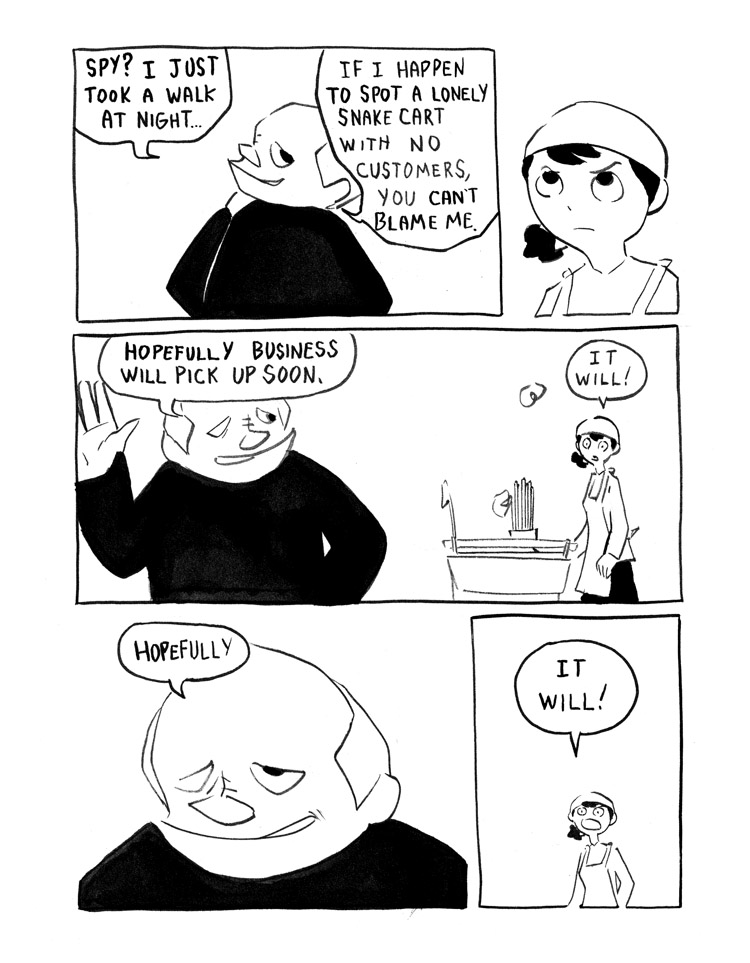 SPY? I JUST
TOOK A WALK
AT NIGHT...
IF I HAPPEN
TO SPOT A LONELY
SNAKE CART
WITH NO
CUSTOMERS,
YOU CAN'T
BLAME ME.
HOPEFULLY BUSINESS
WILL PICK UP SOON.
IT
WILL!
HOPEFULLY
IT
WILL!